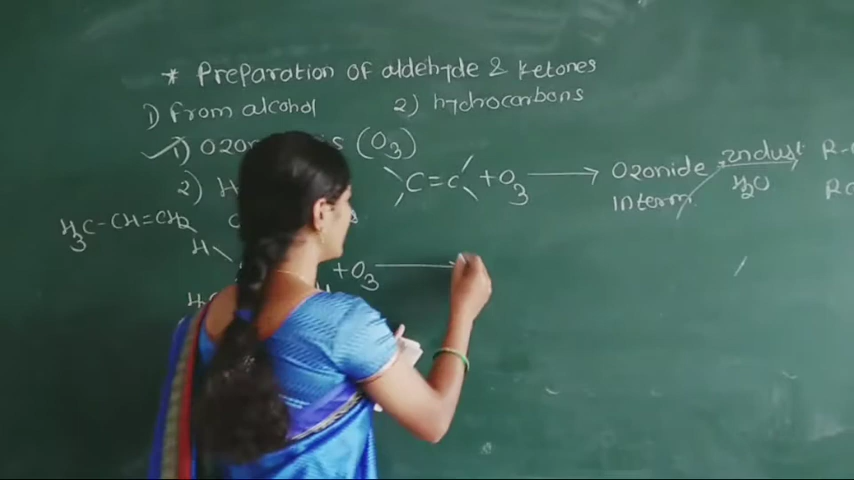 * Preparation of aldehyde & Ketones
1) From alcohol 2) hydrocarbons
1) (O3)
2) C=C +O3 → Ozonide Zndust
Interm H2O
H3C-CH=CH2
H
+O3 →